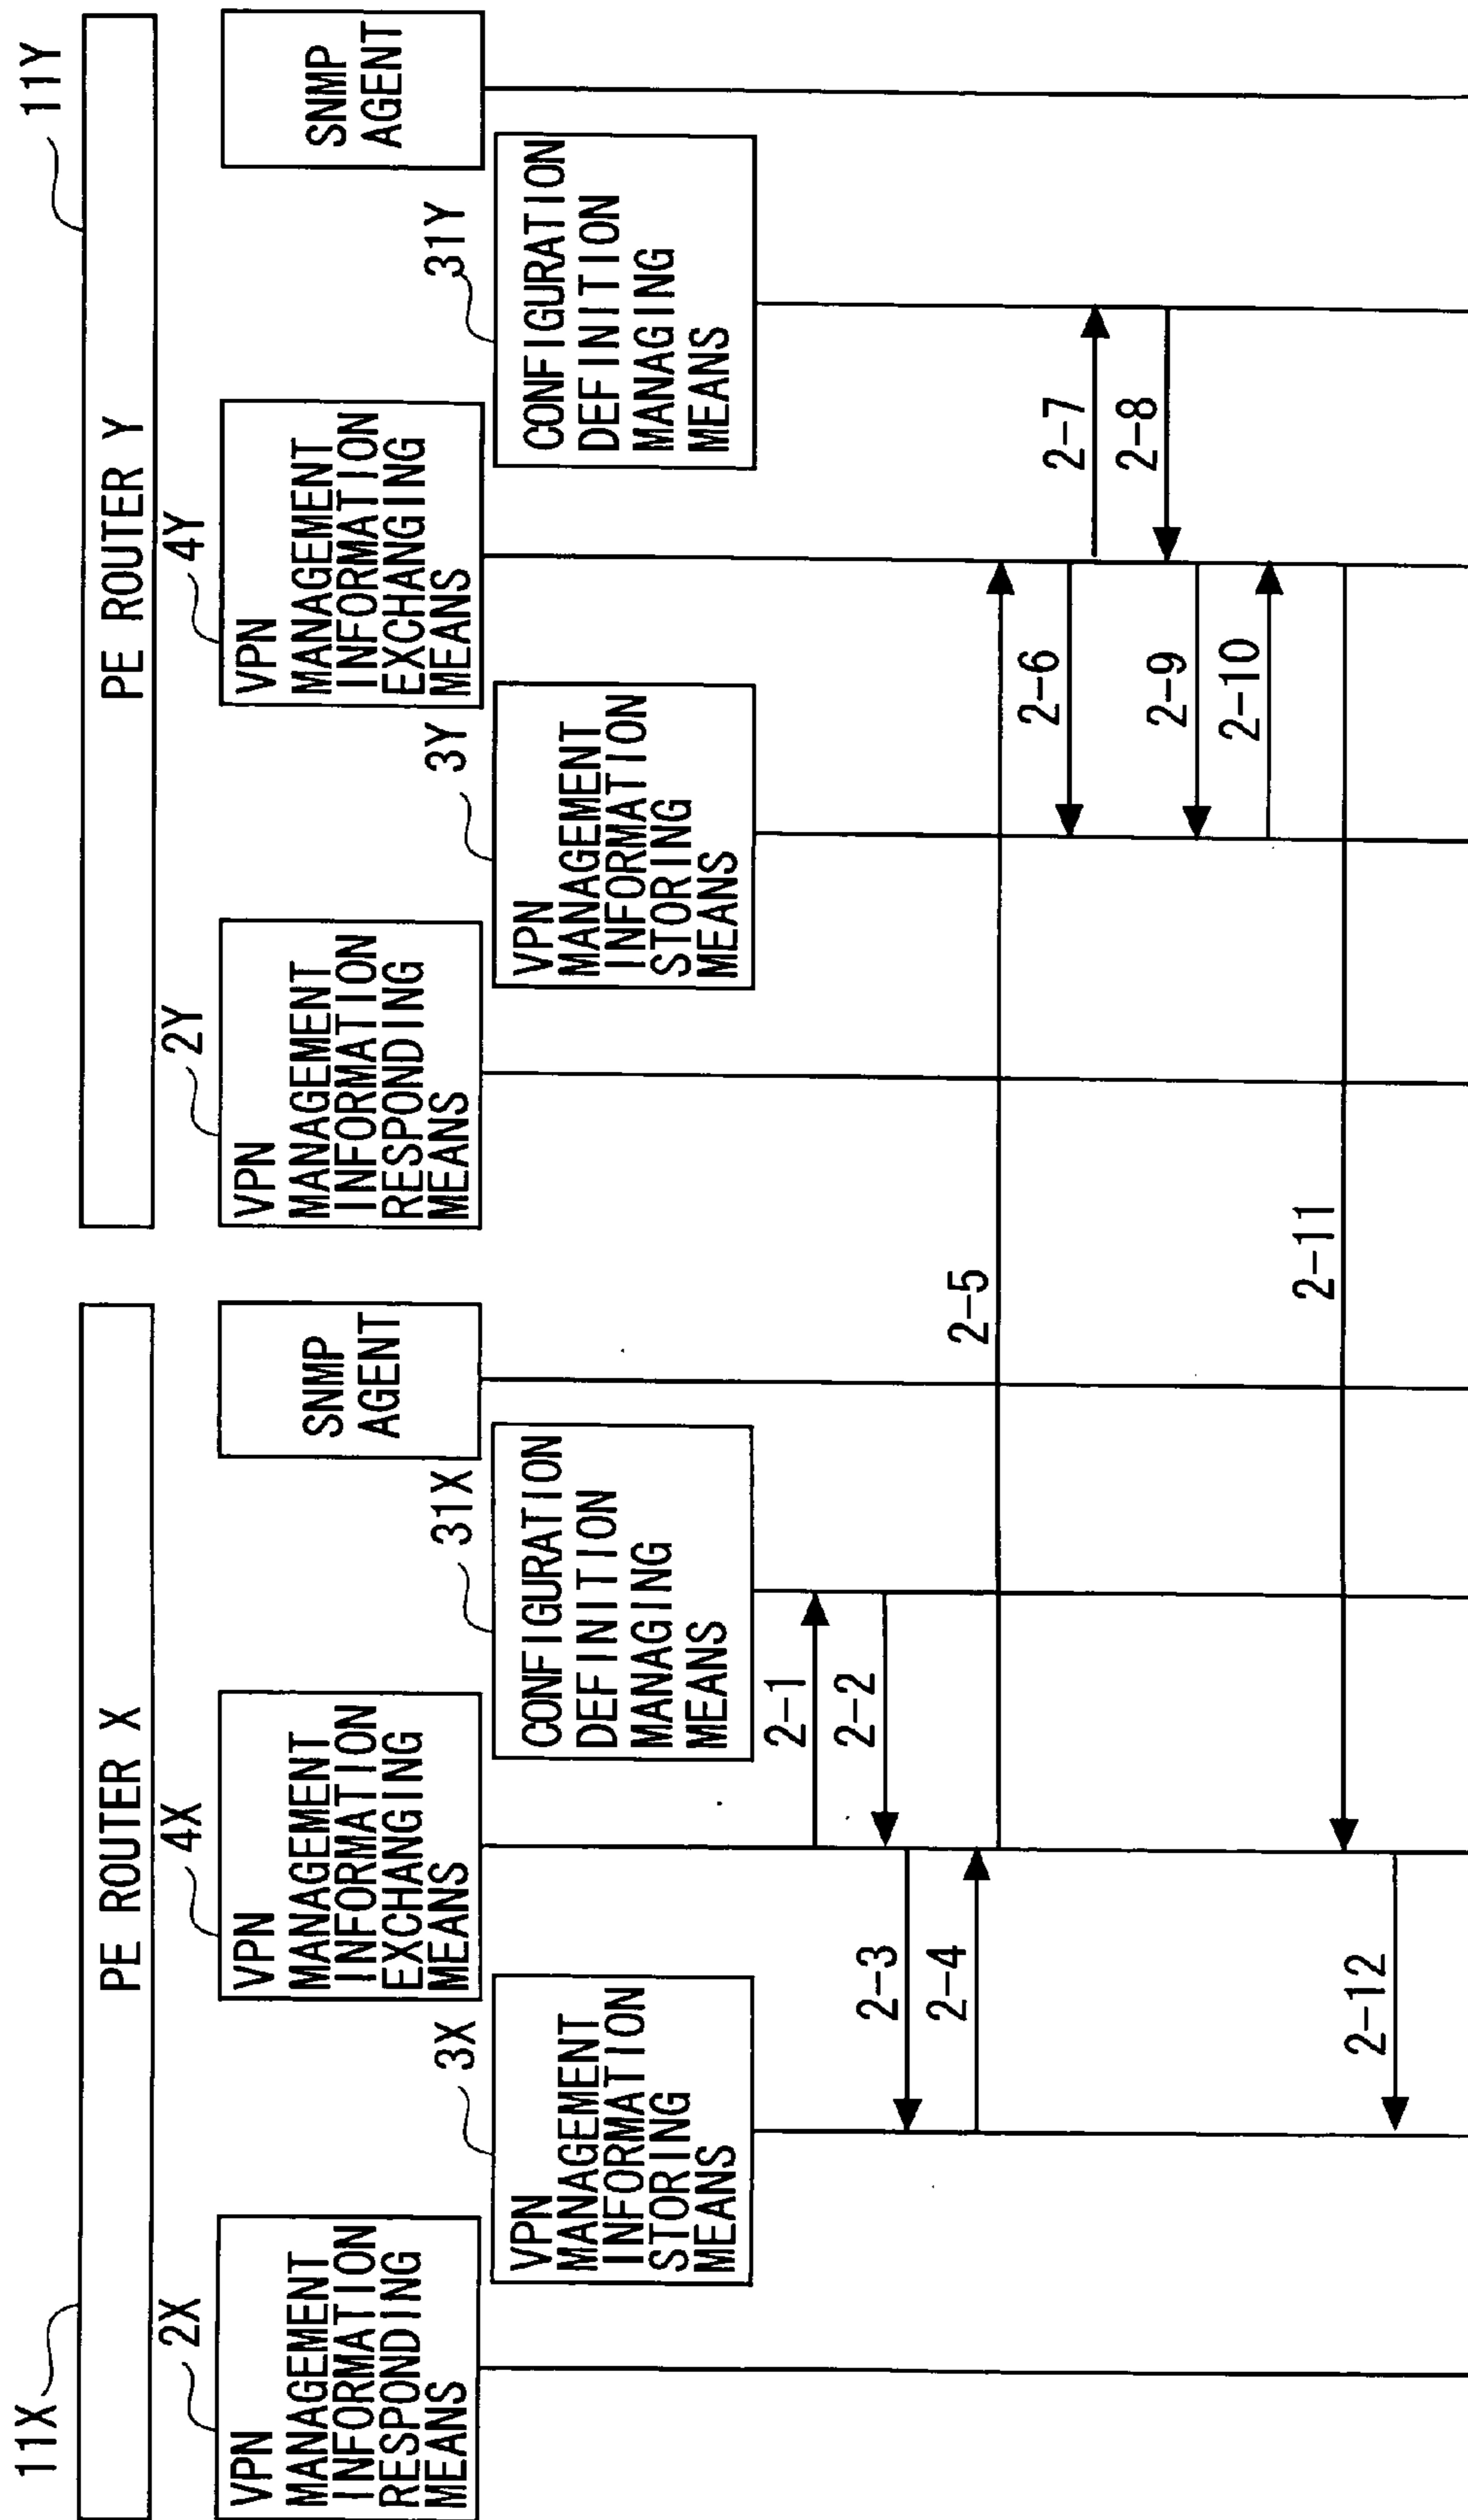 11X
PE ROUTER X
11Y
PE ROUTER Y
2X
VPN
MANAGEMENT
INFORMATION
RESPONDING
MEANS
4X
VPN
MANAGEMENT
INFORMATION
EXCHANGING
MEANS
SNMP
AGENT
2Y
VPN
MANAGEMENT
INFORMATION
RESPONDING
MEANS
4Y
VPN
MANAGEMENT
INFORMATION
EXCHANGING
MEANS
SNMP
AGENT
3X
VPN
MANAGEMENT
INFORMATION
STORING
MEANS
31X
CONFIGURATION
DEFINITION
MANAGING
MEANS
3Y
VPN
MANAGEMENT
INFORMATION
STORING
MEANS
31Y
CONFIGURATION
DEFINITION
MANAGING
MEANS
2-1
2-2
2-3
2-4
2-5
2-6
2-7
2-8
2-9
2-10
2-11
2-12